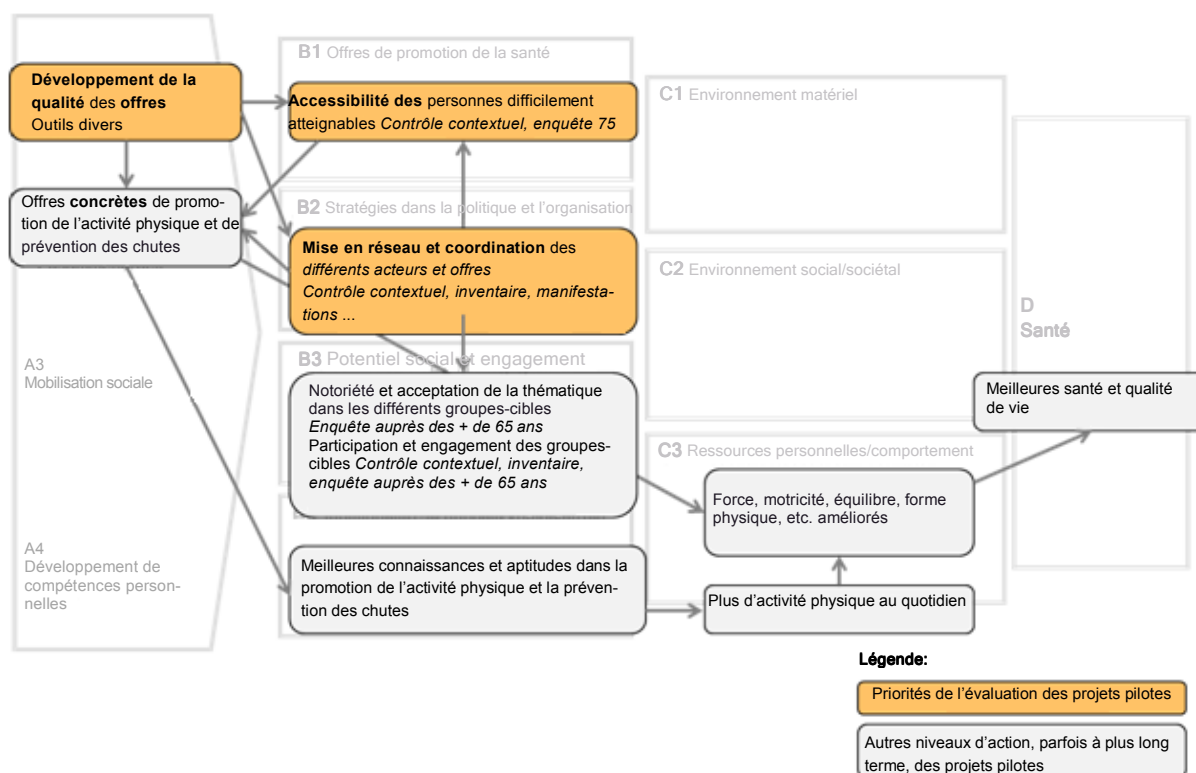 Développement de la
qualité des offres
Outils divers
Offres concrètes de promo-
tion de l'activité physique et de
prévention des chutes
A3
Mobilisation sociale
A4
Développement de
compétences person-
nelles
B1 Offres de promotion de la santé
Accessibilité des personnes difficilement
atteignables Contrôle contextuel, enquête 75
B2 Stratégies dans la politique et l'organisation
Mise en réseau et coordination des
différents acteurs et offres
Contrôle contextuel, inventaire, manifesta-
tions ...
B3 Potentiel social et engagement
Notoriété et acceptation de la thématique
dans les différents groupes-cibles
Enquête auprès des + de 65 ans
Participation et engagement des groupes-
cibles Contrôle contextuel, inventaire,
enquête auprès des + de 65 ans
Meilleures connaissances et aptitudes dans la
promotion de l'activité physique et la préven-
tion des chutes
C1 Environnement matériel
C2 Environnement social/sociétal
C3 Ressources personnelles/comportement
Force, motricité, équilibre, forme
physique, etc. améliorés
Plus d'activité physique au quotidien
D
Santé
Meilleures santé et qualité
de vie
Légende:
Priorités de l'évaluation des projets pilotes
Autres niveaux d'action, parfois à plus long
terme, des projets pilotes